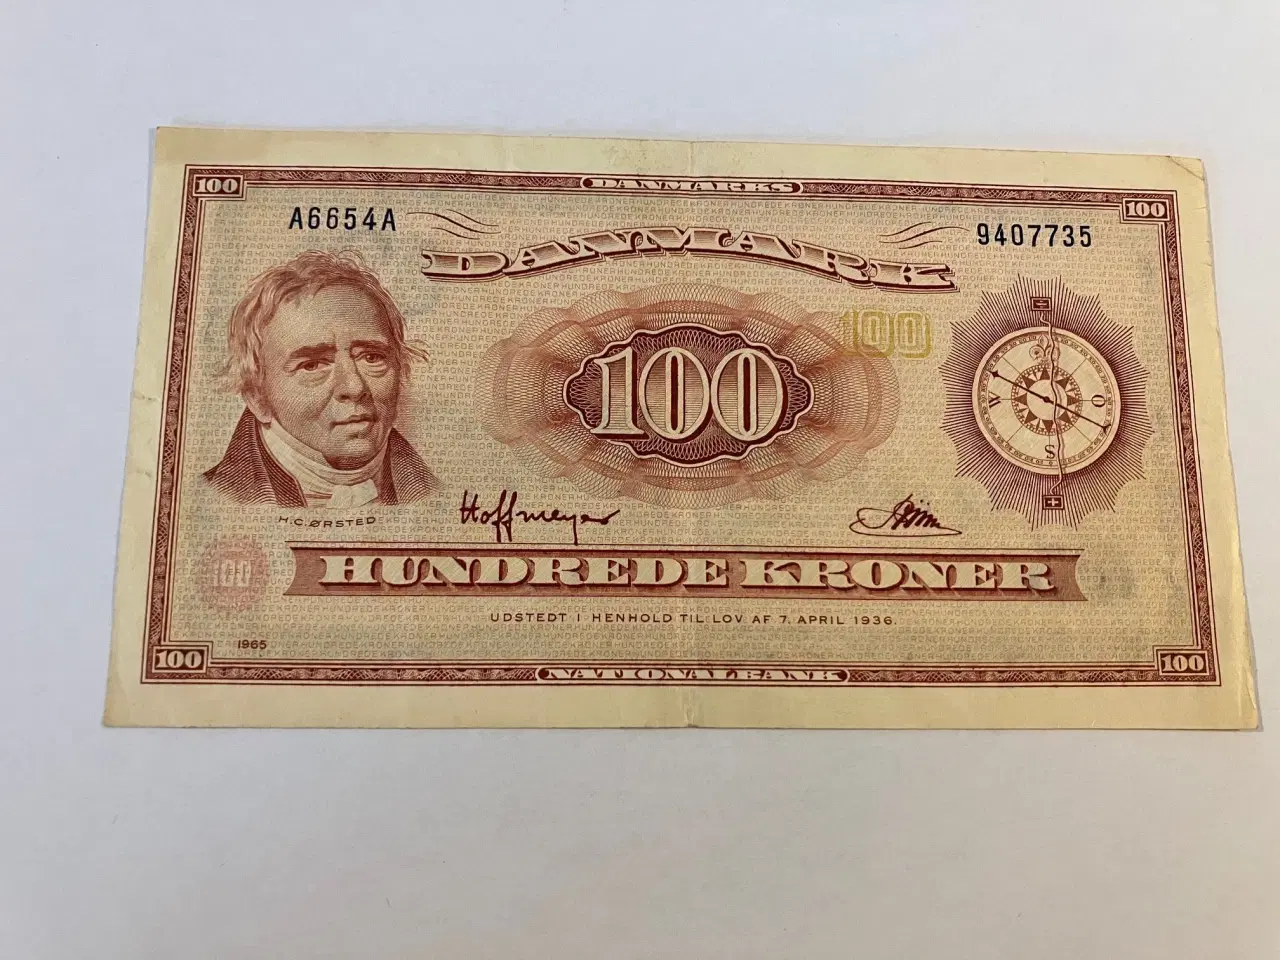 100 DANMARKS 100
A6654A 9407735
DANMARK
100
100
W O
S
H.C.ØRSTED
Hoffmeyer
100
HUNDREDE KRONER
UDSTEDT I HENHOLD TIL LOV AF 7. APRIL 1936.
1965
100 NATIONALBANK 100